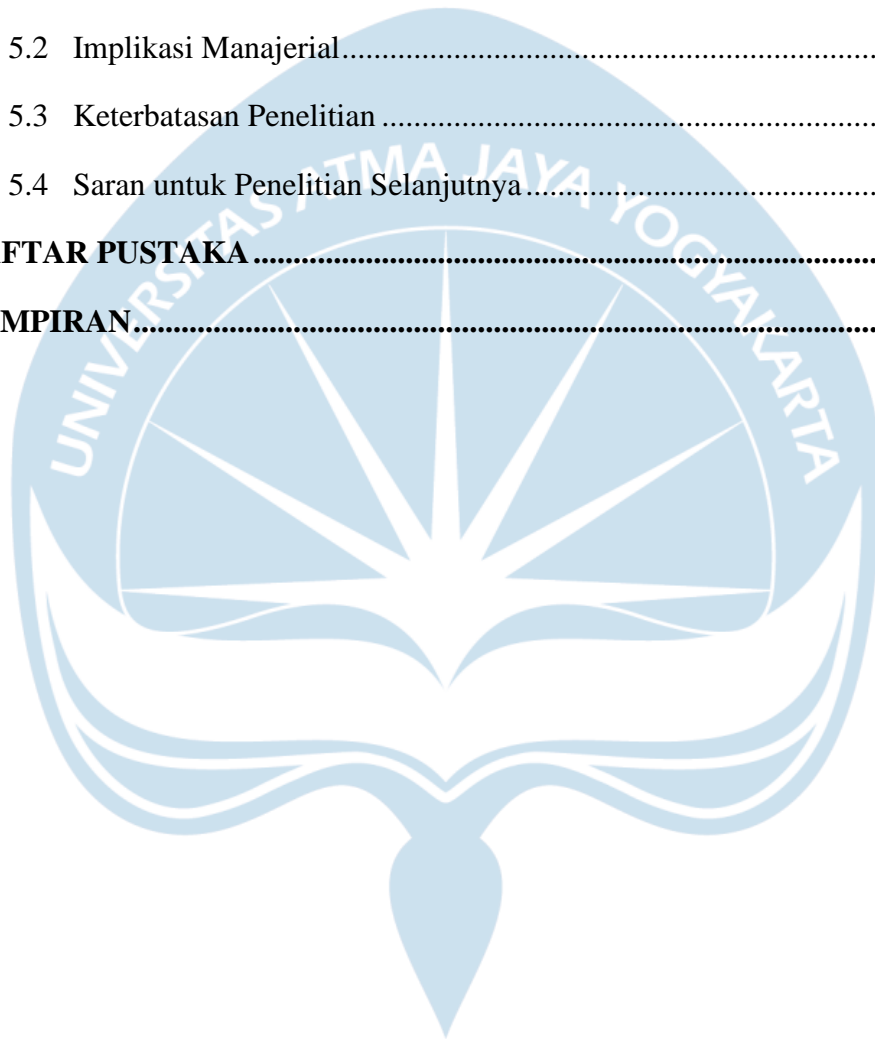 5.2 Implikasi Manajerial
5.3 Keterbatasan Penelitian
5.4 Saran untuk Penelitian Selanjutnya
FTAR PUSTAKA
MPIRAN
UNIVERSITAS ATMA JAYA YOGYAKARTA